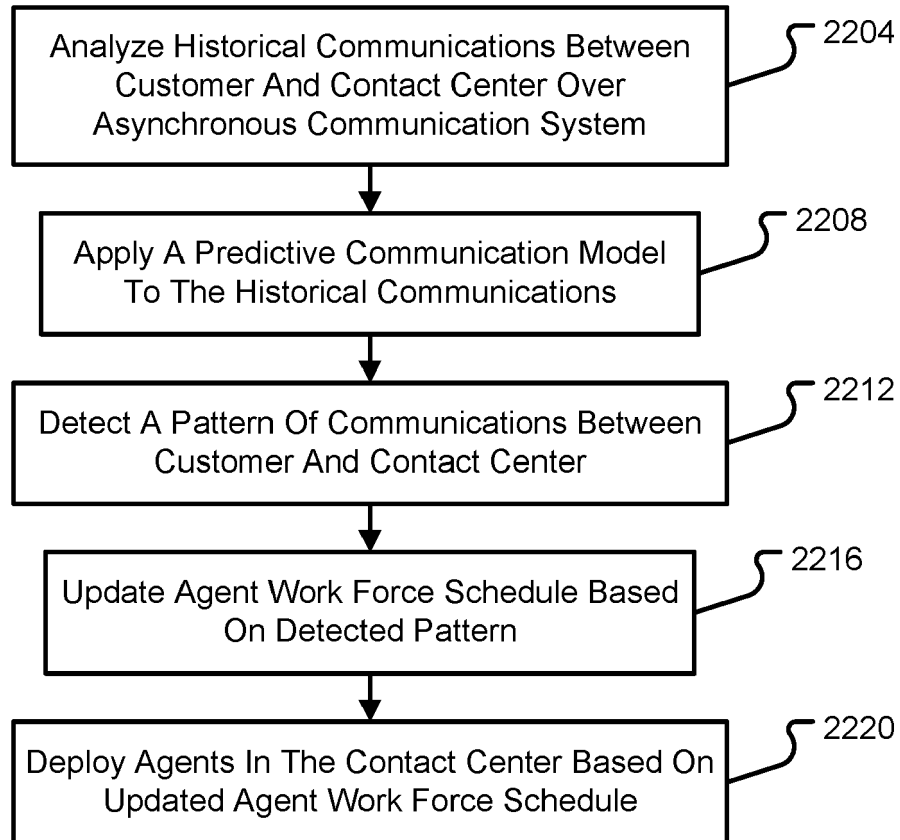 Analyze Historical Communications Between
Customer And Contact Center Over
Asynchronous Communication System
2204
Apply A Predictive Communication Model
To The Historical Communications
2208
Detect A Pattern Of Communications Between
Customer And Contact Center
2212
Update Agent Work Force Schedule Based
On Detected Pattern
2216
Deploy Agents In The Contact Center Based On
Updated Agent Work Force Schedule
2220